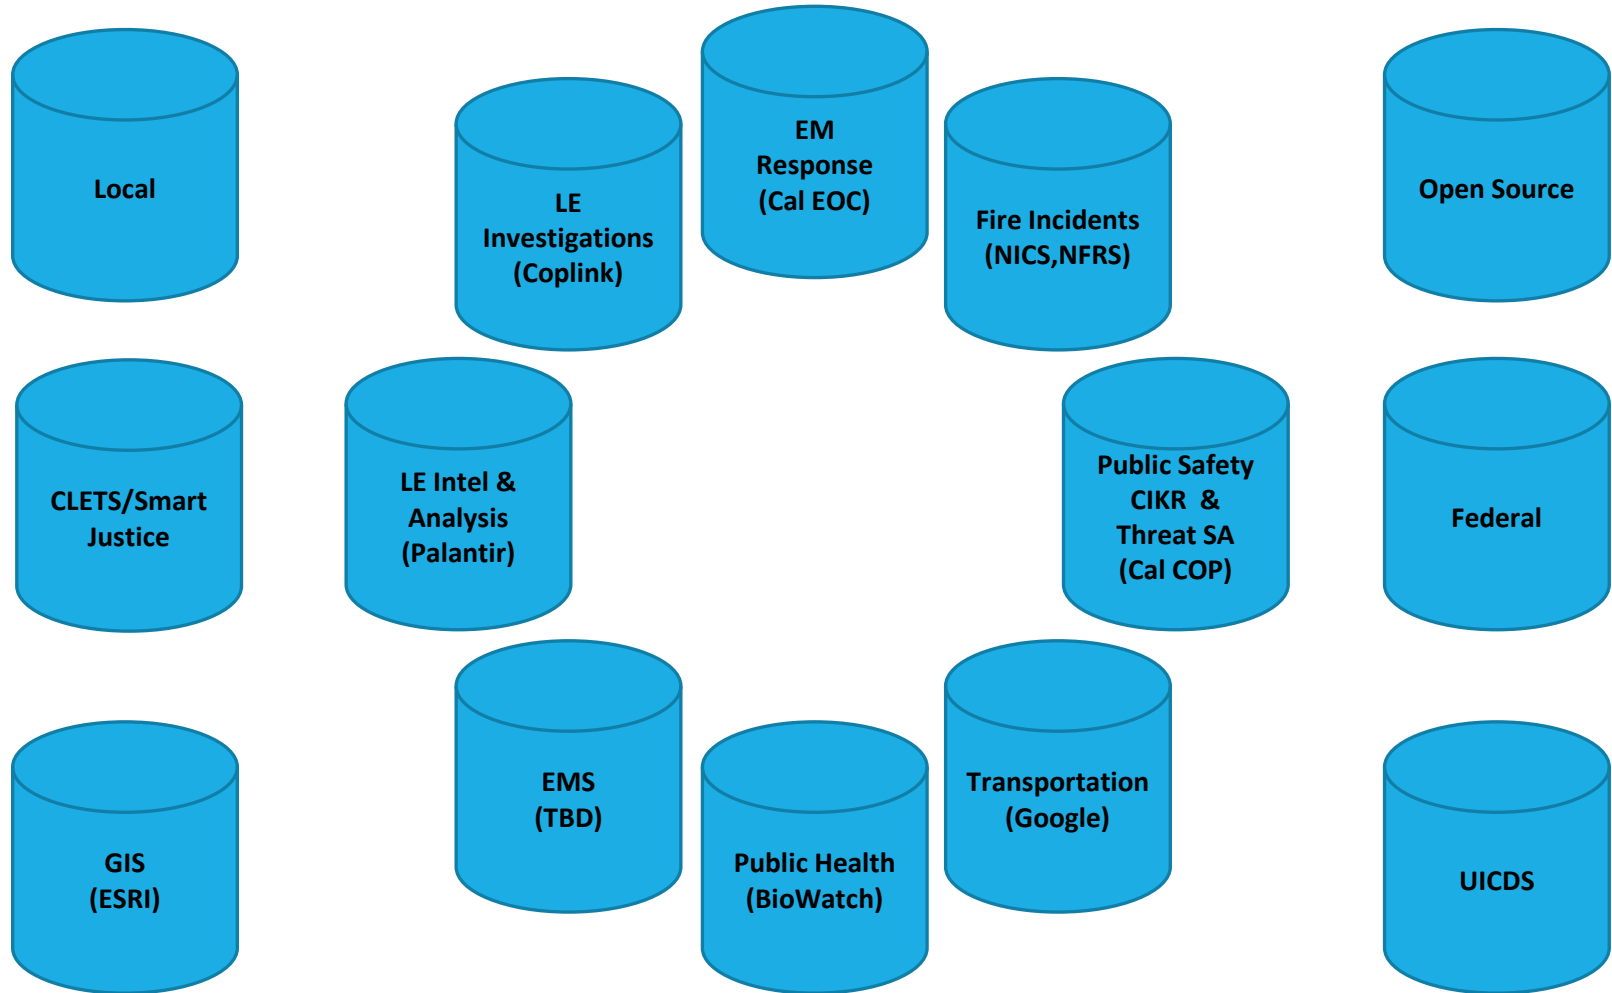 Local
LE
Investigations
(Coplink)
EM
Response
(Cal EOC)
Fire Incidents
(NICS,NFRS)
Open Source
CLETS/Smart
Justice
LE Intel &
Analysis
(Palantir)
Public Safety
CIKR  &
Threat SA
(Cal COP)
Federal
GIS
(ESRI)
EMS
(TBD)
Public Health
(BioWatch)
Transportation
(Google)
UICDS